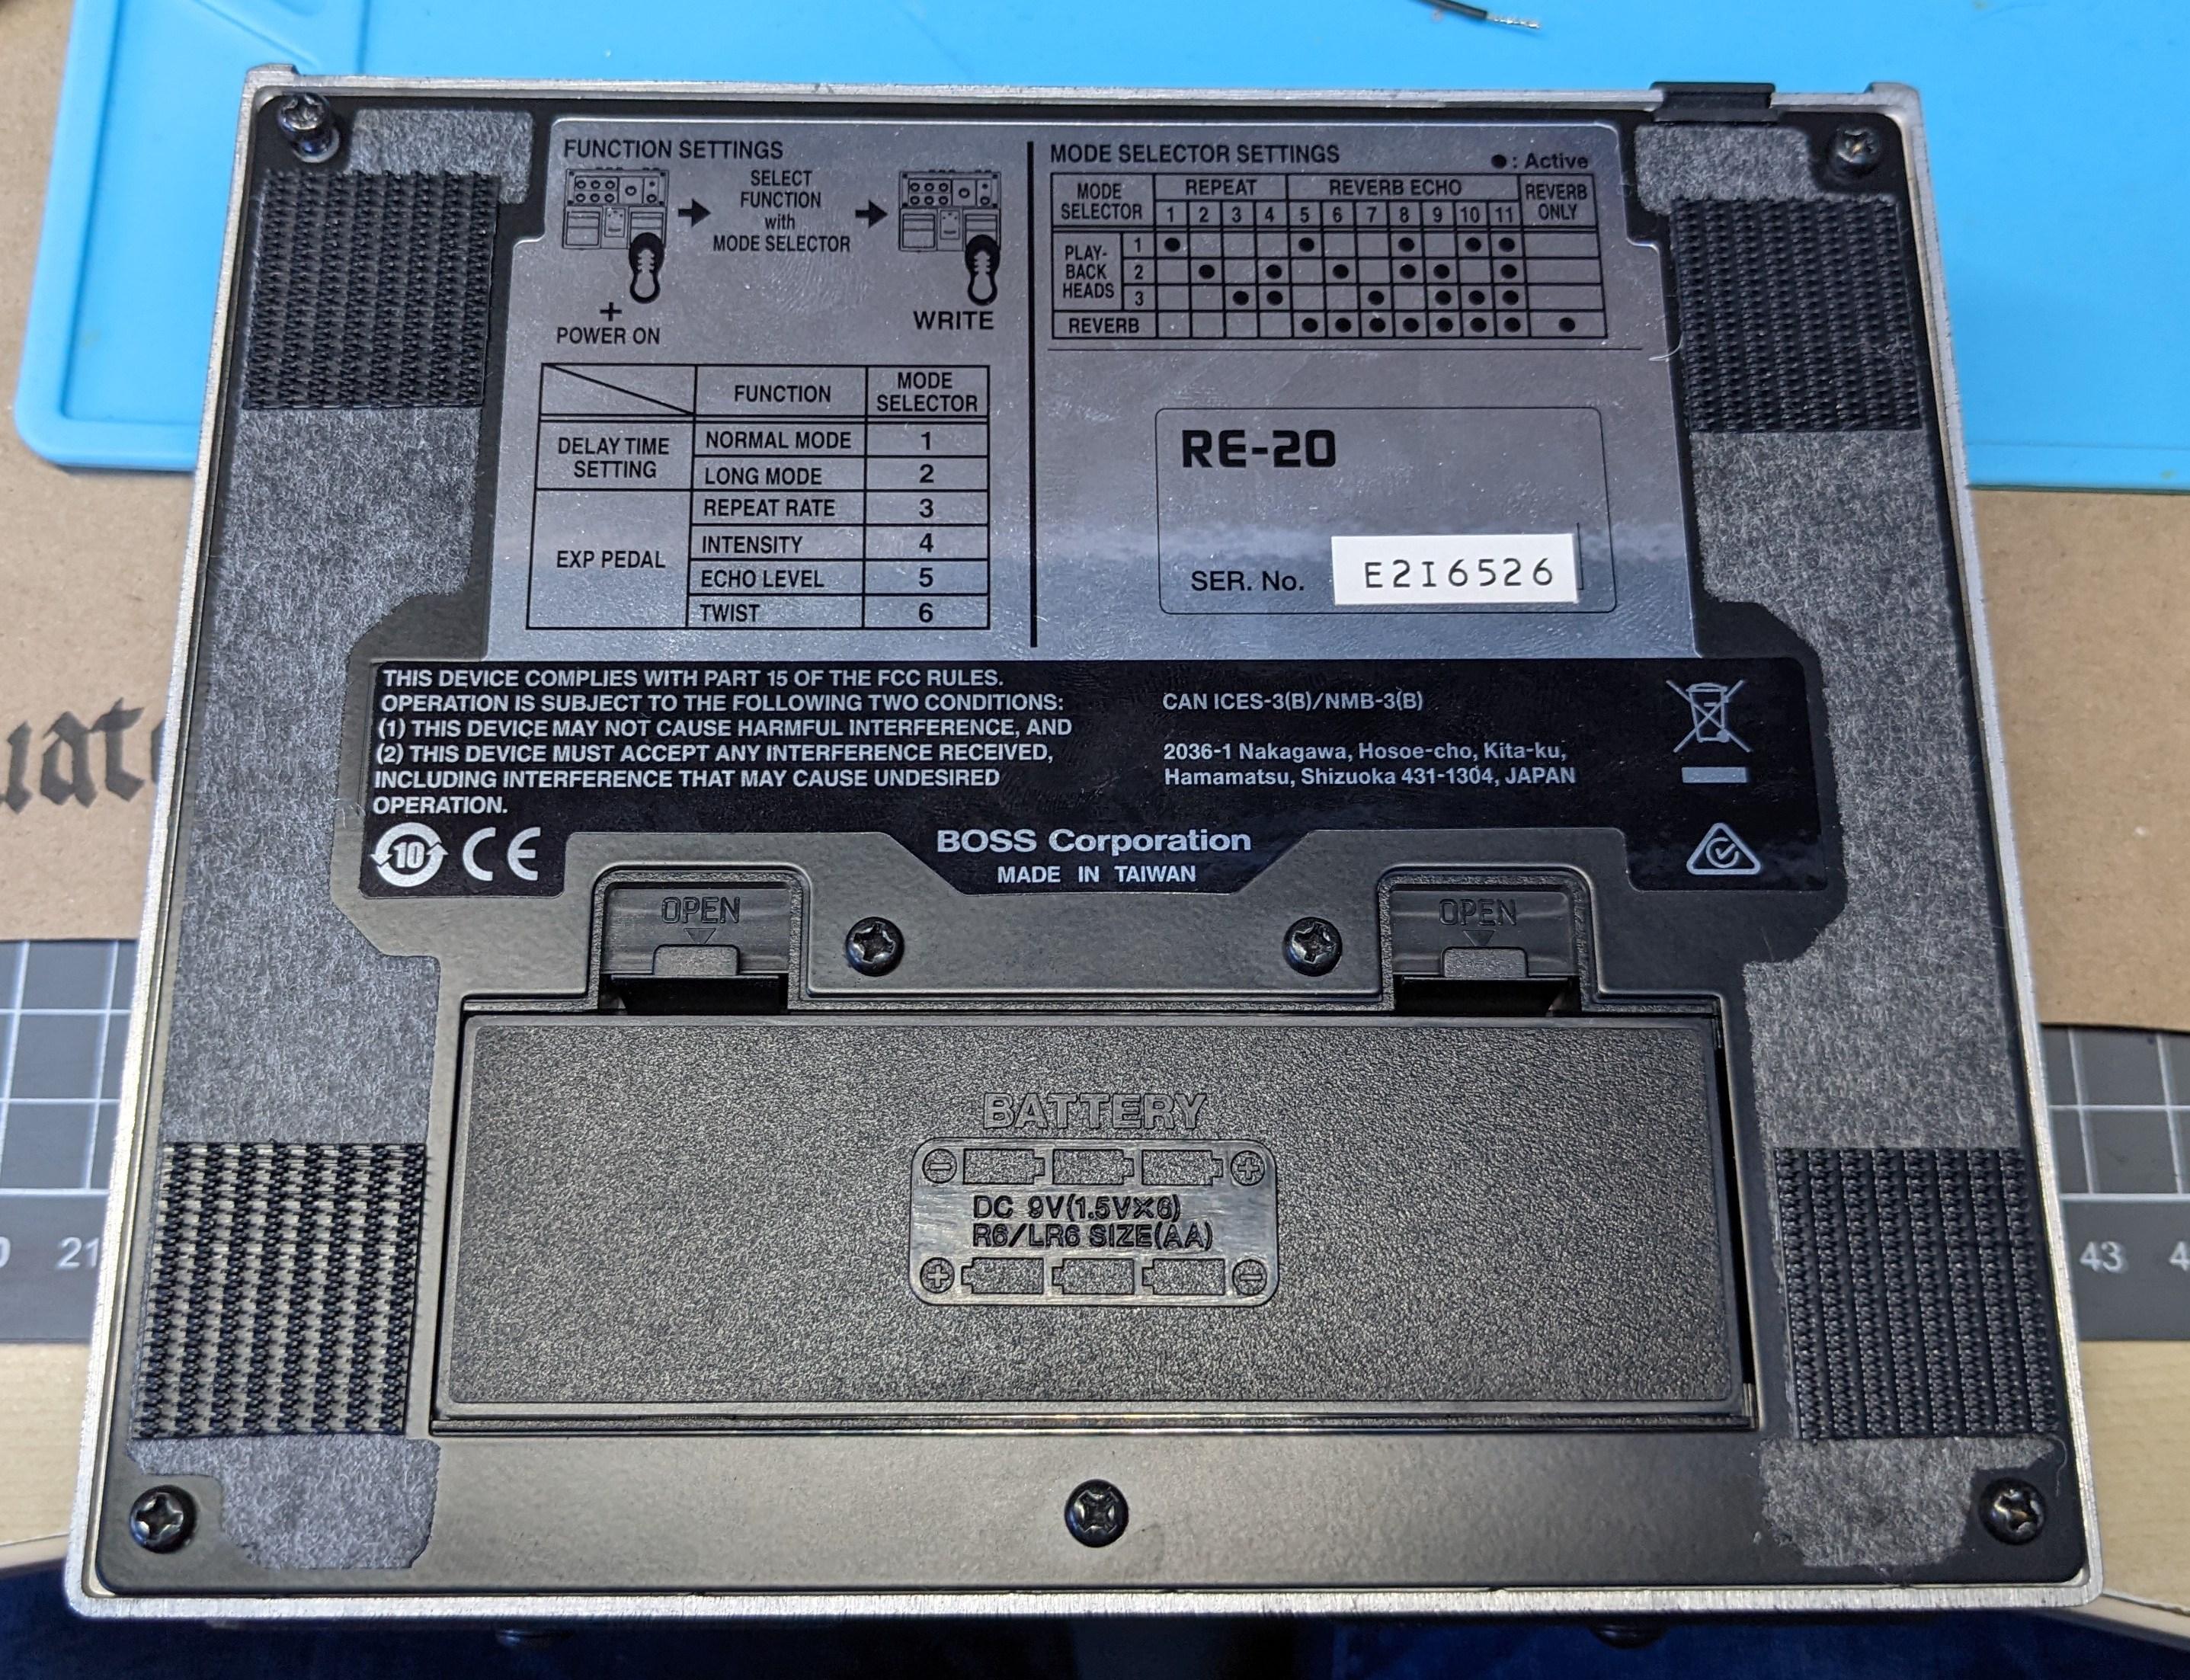 FUNCTION SETTINGS
SELECT
FUNCTION
with
MODE SELECTOR
+
POWER ON
WRITE
FUNCTION MODE SELECTOR
DELAY TIME SETTING NORMAL MODE 1
LONG MODE 2
EXP PEDAL REPEAT RATE 3
INTENSITY 4
ECHO LEVEL 5
TWIST 6
MODE SELECTOR SETTINGS
●: Active
MODE SELECTOR REPEAT REVERB ECHO REVERB ONLY
1 2 3 4 5 6 7 8 9 10 11
PLAY-
BACK
HEADS
1 ● ● ● ● ●
2 ● ● ● ● ● ●
3 ● ● ● ● ● ●
REVERB ● ● ● ● ● ● ● ●
RE-20
SER. No. E2I6526
THIS DEVICE COMPLIES WITH PART 15 OF THE FCC RULES.
OPERATION IS SUBJECT TO THE FOLLOWING TWO CONDITIONS:
(1) THIS DEVICE MAY NOT CAUSE HARMFUL INTERFERENCE, AND
(2) THIS DEVICE MUST ACCEPT ANY INTERFERENCE RECEIVED,
INCLUDING INTERFERENCE THAT MAY CAUSE UNDESIRED
OPERATION.
CAN ICES-3(B)/NMB-3(B)
2036-1 Nakagawa, Hosoe-cho, Kita-ku,
Hamamatsu, Shizuoka 431-1304, JAPAN
10 CE
BOSS Corporation
MADE IN TAIWAN
OPEN OPEN
BATTERY
DC 9V(1.5V×6)
R6/LR6 SIZE(AA)
21
43